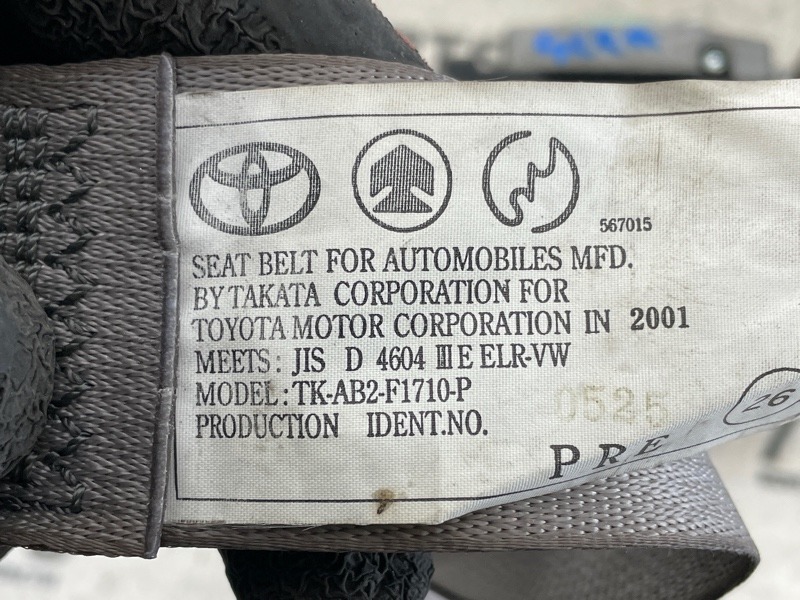 567015
SEAT BELT FOR AUTOMOBILES MFD.
BY TAKATA CORPORATION FOR
TOYOTA MOTOR CORPORATION IN 2001
MEETS: JIS D 4604 ⅢE ELR-VW
MODEL: TK-AB2-F1710-P
PRODUCTION IDENT.NO. 0525
PRE 26